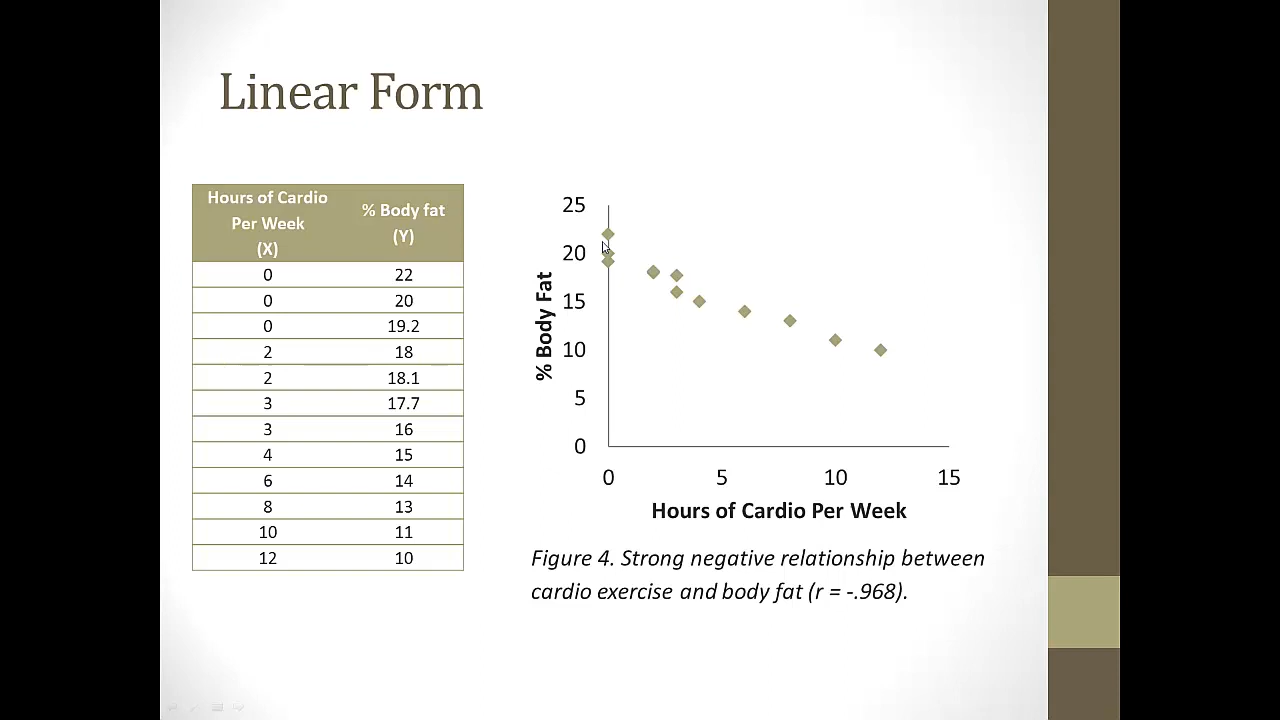 Linear Form
Hours of Cardio
Per Week
(X)
% Body fat
(Y)
0 22
0 20
0 19.2
2 18
2 18.1
3 17.7
3 16
4 15
6 14
8 13
10 11
12 10
25
20
15
10
5
0
% Body Fat
0 5 10 15
Hours of Cardio Per Week
Figure 4. Strong negative relationship between
cardio exercise and body fat (r = -.968).